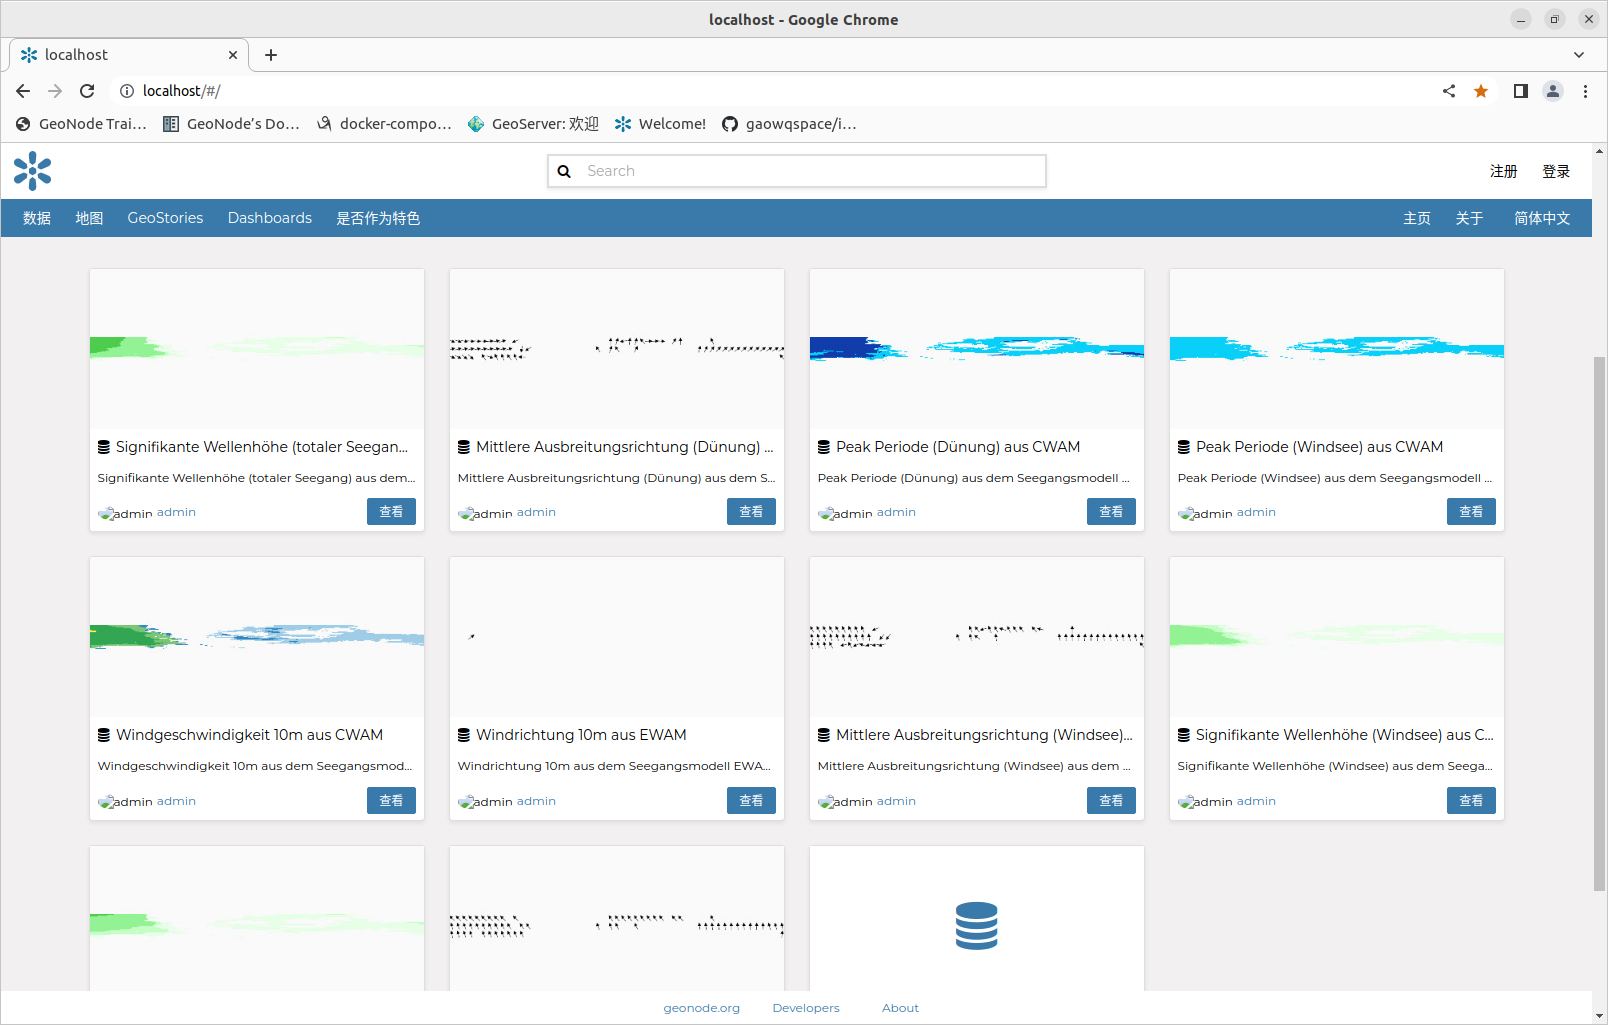 localhost - Google Chrome
localhost
localhost/#/
GeoNode Trai...
GeoNode's Do...
docker-compo...
GeoServer: 欢迎
Welcome!
gaowqspace/i...
Search
注册
登录
数据
地图
GeoStories
Dashboards
是否作为特色
主页
关于
简体中文
Signifikante Wellenhöhe (totaler Seegan...
Signifikante Wellenhöhe (totaler Seegang) aus dem...
admin admin
查看
Mittlere Ausbreitungsrichtung (Dünung) ...
Mittlere Ausbreitungsrichtung (Dünung) aus dem S...
admin admin
查看
Peak Periode (Dünung) aus CWAM
Peak Periode (Dünung) aus dem Seegangsmodell ...
admin admin
查看
Peak Periode (Windsee) aus CWAM
Peak Periode (Windsee) aus dem Seegangsmodell ...
admin admin
查看
Windgeschwindigkeit 10m aus CWAM
Windgeschwindigkeit 10m aus dem Seegangsmod...
admin admin
查看
Windrichtung 10m aus EWAM
Windrichtung 10m aus dem Seegangsmodell EWA...
admin admin
查看
Mittlere Ausbreitungsrichtung (Windsee)...
Mittlere Ausbreitungsrichtung (Windsee) aus dem ...
admin admin
查看
Signifikante Wellenhöhe (Windsee) aus C...
Signifikante Wellenhöhe (Windsee) aus dem Seega...
admin admin
查看
geonode.org
Developers
About